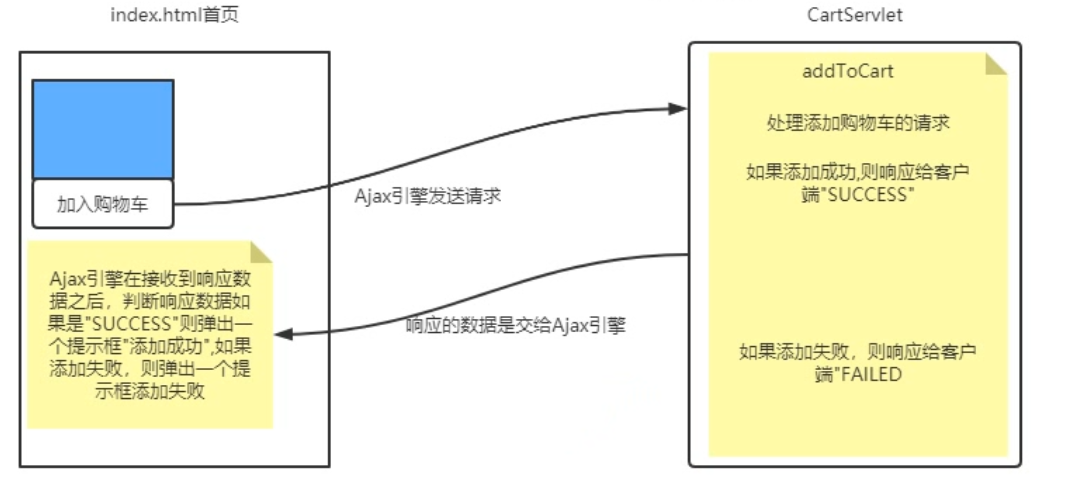 index.html首页
加入购物车
Ajax引擎在接收到响应数
据之后，判断响应数据如
果是"SUCCESS"则弹出一
个提示框"添加成功",如果
添加失败，则弹出一个提
示框添加失败
Ajax引擎发送请求
响应的数据是交给Ajax引擎
CartServlet
addToCart
处理添加购物车的请求
如果添加成功,则响应给客户
端"SUCCESS"
如果添加失败，则响应给客户
端"FAILED